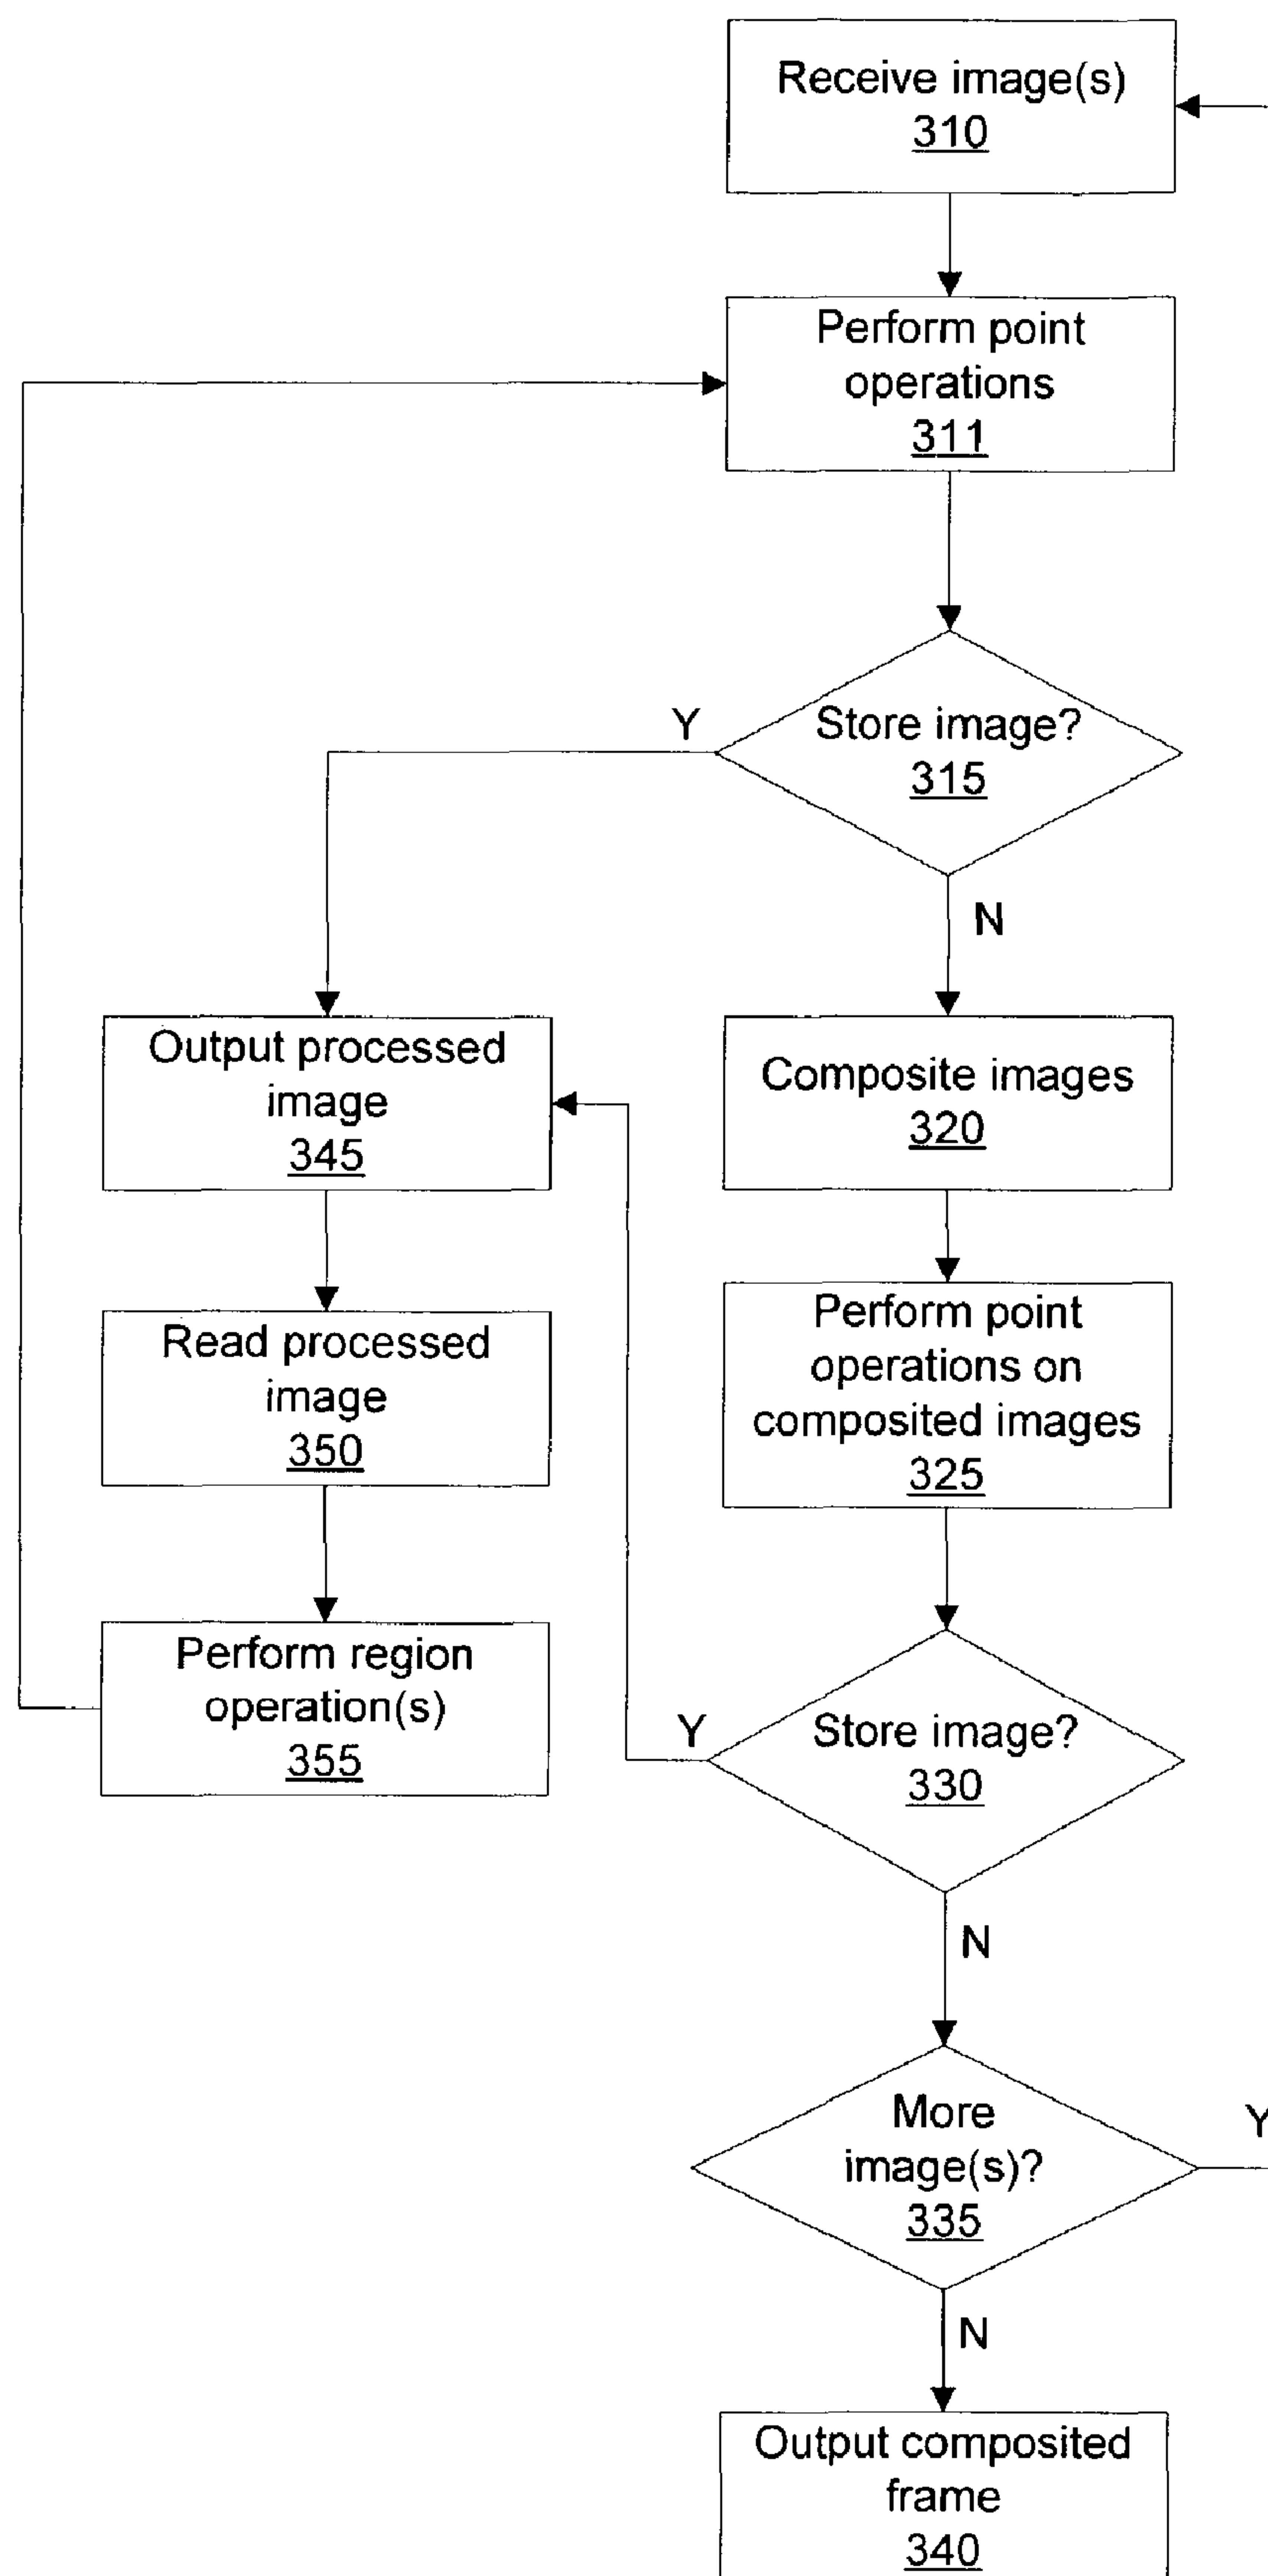 Receive image(s)
310
Perform point
operations
311
Y
Store image?
315
N
Output processed
image
345
Composite images
320
Read processed
image
350
Perform point
operations on
composited images
325
Perform region
operation(s)
355
Y
Store image?
330
N
More
image(s)?
335
Y
N
Output composited
frame
340